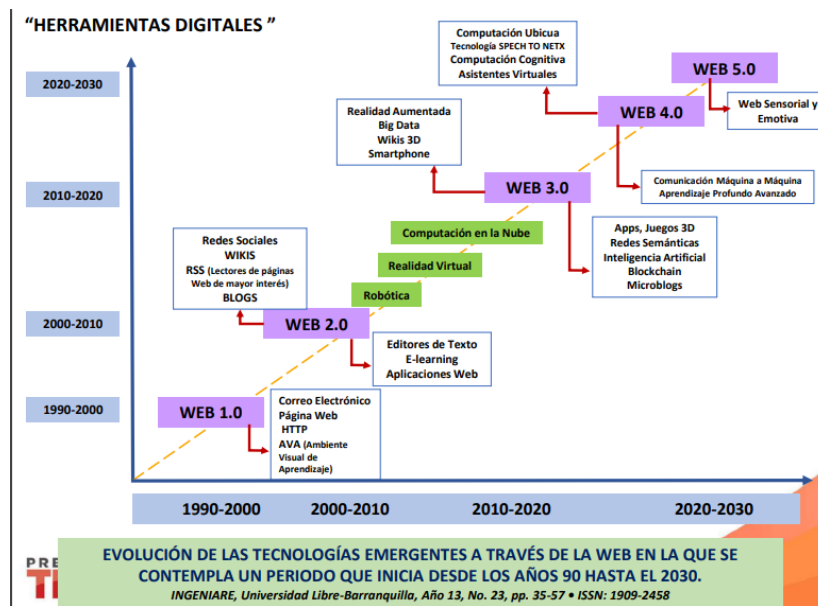 "HERRAMIENTAS DIGITALES "
2020-2030
2010-2020
2000-2010
1990-2000
Computación Ubicua
Tecnología SPECH TO NETX
Computación Cognitiva
Asistentes Virtuales
WEB 5.0
Web Sensorial y
Emotiva
WEB 4.0
Comunicación Máquina a Máquina
Aprendizaje Profundo Avanzado
Realidad Aumentada
Big Data
Wikis 3D
Smartphone
WEB 3.0
Apps, Juegos 3D
Redes Semánticas
Inteligencia Artificial
Blockchain
Microblogs
Computación en la Nube
Realidad Virtual
Robótica
Redes Sociales
WIKIS
RSS (Lectores de páginas
Web de mayor interés)
BLOGS
WEB 2.0
Editores de Texto
E-learning
Aplicaciones Web
WEB 1.0
Correo Electrónico
Página Web
HTTP
AVA (Ambiente
Visual de
Aprendizaje)
1990-2000 2000-2010 2010-2020 2020-2030
EVOLUCIÓN DE LAS TECNOLOGÍAS EMERGENTES A TRAVÉS DE LA WEB EN LA QUE SE
CONTEMPLA UN PERIODO QUE INICIA DESDE LOS AÑOS 90 HASTA EL 2030.
INGENIARE, Universidad Libre-Barranquilla, Año 13, No. 23, pp. 35-57 • ISSN: 1909-2458